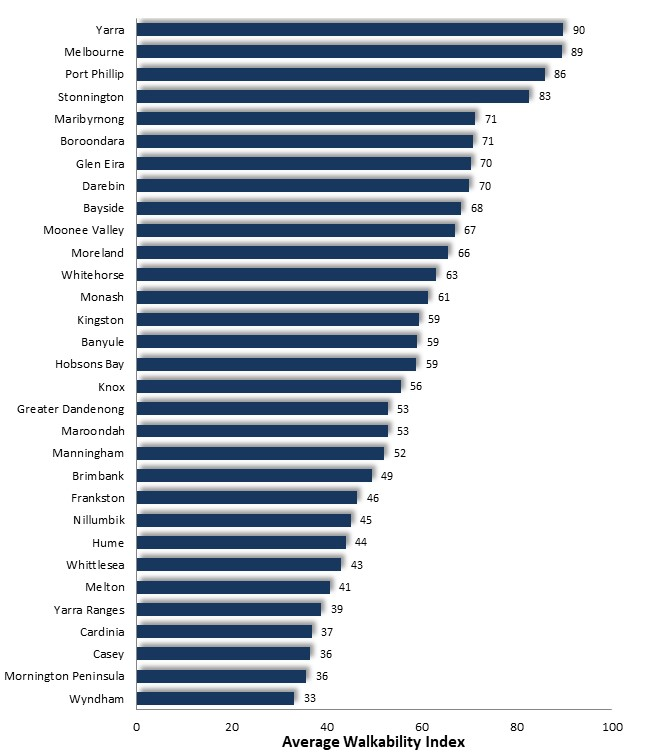 Yarra 90
Melbourne 89
Port Phillip 86
Stonnington 83
Maribyrnong 71
Boroondara 71
Glen Eira 70
Darebin 70
Bayside 68
Moonee Valley 67
Moreland 66
Whitehorse 63
Monash 61
Kingston 59
Banyule 59
Hobsons Bay 59
Knox 56
Greater Dandenong 53
Maroondah 53
Manningham 52
Brimbank 49
Frankston 46
Nillumbik 45
Hume 44
Whittlesea 43
Melton 41
Yarra Ranges 39
Cardinia 37
Casey 36
Mornington Peninsula 36
Wyndham 33
0 20 40 60 80 100
Average Walkability Index